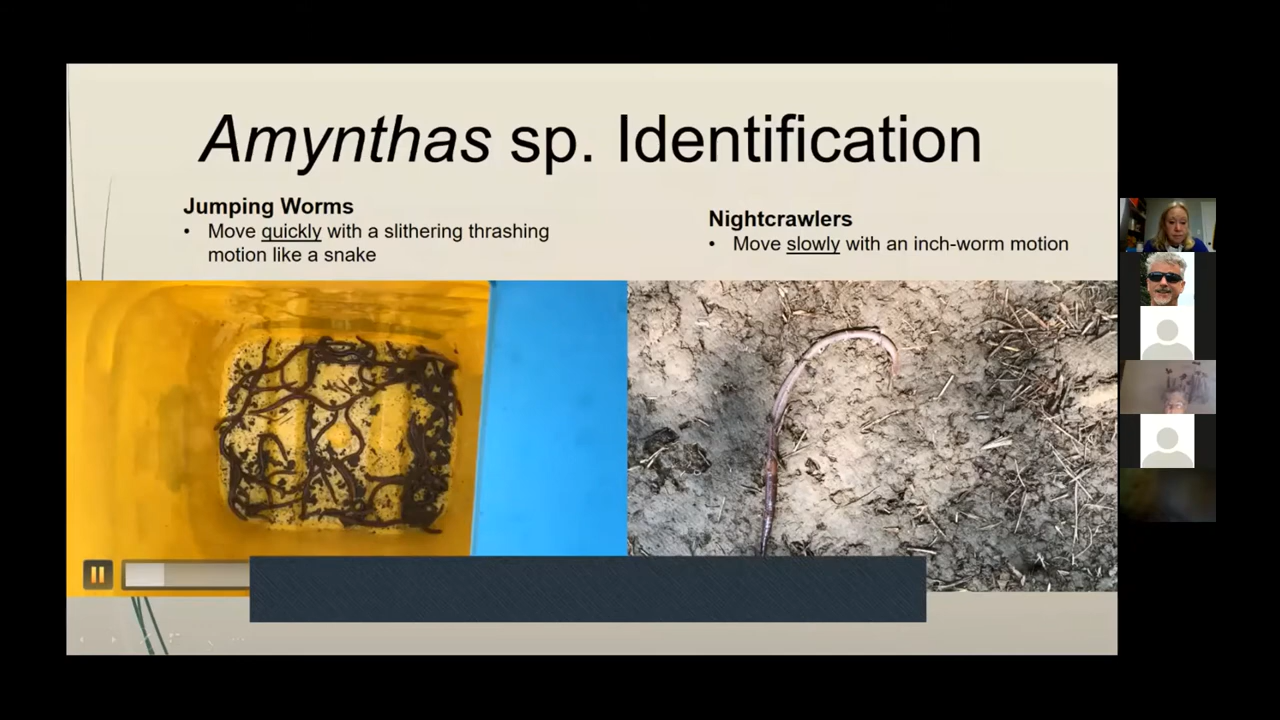 Amynthas sp. Identification
Jumping Worms
• Move quickly with a slithering thrashing
motion like a snake
Nightcrawlers
• Move slowly with an inch-worm motion